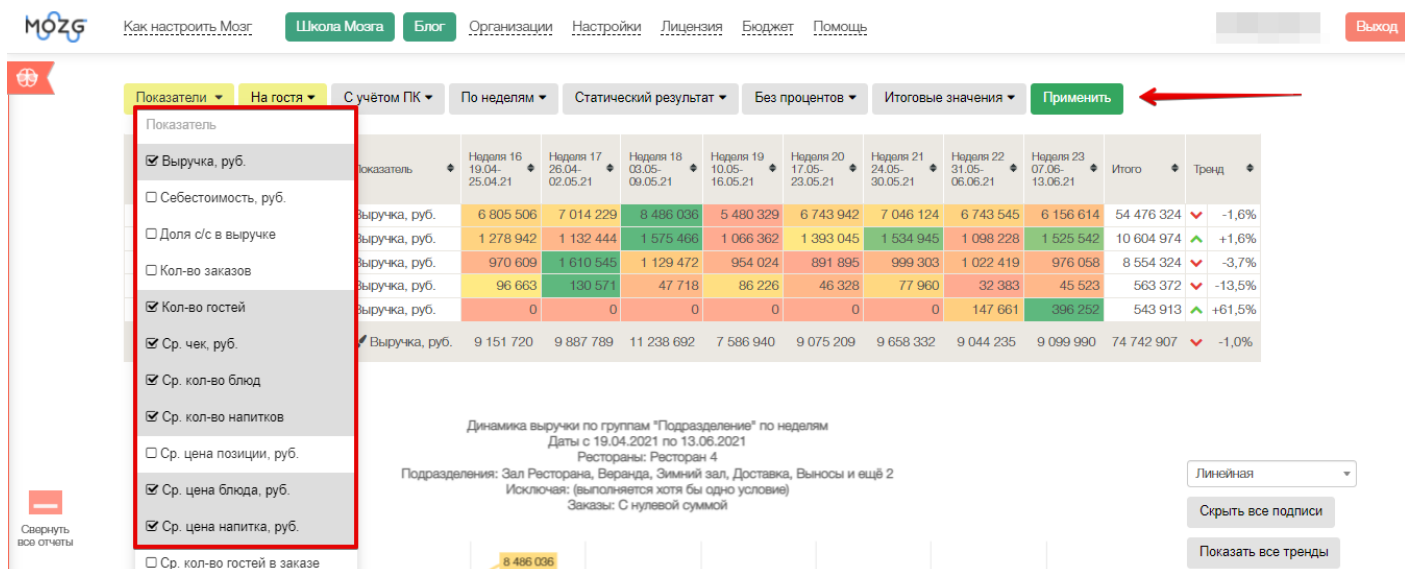 MOZG Как настроить Мозг Школа Мозга Блог Организации Настройки Лицензия Бюджет Помощь Выход
Показатели На гостя С учётом ПК По неделям Статический результат Без процентов Итоговые значения Применить
Показатель
Выручка, руб.
Себестоимость, руб.
Доля с/с в выручке
Кол-во заказов
Кол-во гостей
Ср. чек, руб.
Ср. кол-во блюд
Ср. кол-во напитков
Ср. цена позиции, руб.
Ср. цена блюда, руб.
Ср. цена напитка, руб.
Ср. кол-во гостей в заказе
Неделя 16 Неделя 17 Неделя 18 Неделя 19 Неделя 20 Неделя 21 Неделя 22 Неделя 23
Показатель 19.04- 26.04- 03.05- 10.05- 17.05- 24.05- 31.05- 07.06- Итого Тренд
25.04.21 02.05.21 09.05.21 16.05.21 23.05.21 30.05.21 06.06.21 13.06.21
Выручка, руб. 6 805 506 7 014 229 8 486 036 5 480 329 6 743 942 7 046 124 6 743 545 6 156 614 54 476 324 -1,6%
Выручка, руб. 1 278 942 1 132 444 1 575 466 1 066 362 1 393 045 1 534 945 1 098 228 1 525 542 10 604 974 +1,6%
Выручка, руб. 970 609 1 610 545 1 129 472 954 024 891 895 999 303 1 022 419 976 058 8 554 324 -3,7%
Выручка, руб. 96 663 130 571 47 718 86 226 46 328 77 960 32 383 45 523 563 372 -13,5%
Выручка, руб. 0 0 0 0 0 0 147 661 396 252 543 913 +61,5%
Выручка, руб. 9 151 720 9 887 789 11 238 692 7 586 940 9 075 209 9 658 332 9 044 235 9 099 990 74 742 907 -1,0%
Динамика выручки по группам "Подразделение" по неделям
Даты с 19.04.2021 по 13.06.2021
Рестораны: Ресторан 4
Подразделения: Зал Ресторана, Веранда, Зимний зал, Доставка, Выносы и ещё 2
Исключая: (выполняется хотя бы одно условие)
Заказы: С нулевой суммой
8 486 036
Линейная
Скрыть все подписи
Показать все тренды
Свернуть
все отчеты